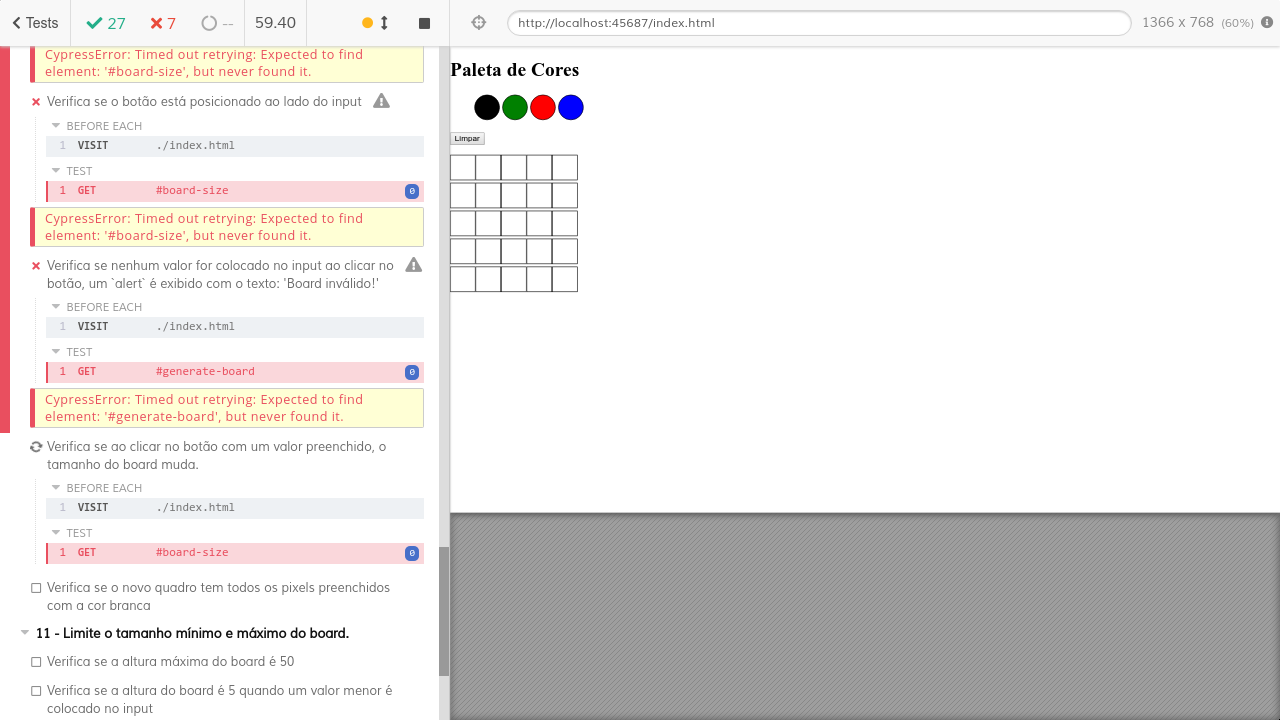 Tests
27
7
--
59.40
http://localhost:45687/index.html
1366 x 768 (60%)
CypressError: Timed out retrying: Expected to find
element: '#board-size', but never found it.
Verifica se o botão está posicionado ao lado do input
BEFORE EACH
1 VISIT ./index.html
TEST
1 GET #board-size 0
CypressError: Timed out retrying: Expected to find
element: '#board-size', but never found it.
Verifica se nenhum valor for colocado no input ao clicar no
botão, um `alert` é exibido com o texto: 'Board inválido!'
BEFORE EACH
1 VISIT ./index.html
TEST
1 GET #generate-board 0
CypressError: Timed out retrying: Expected to find
element: '#generate-board', but never found it.
Verifica se ao clicar no botão com um valor preenchido, o
tamanho do board muda.
BEFORE EACH
1 VISIT ./index.html
TEST
1 GET #board-size 0
Verifica se o novo quadro tem todos os pixels preenchidos
com a cor branca
11 - Limite o tamanho mínimo e máximo do board.
Verifica se a altura máxima do board é 50
Verifica se a altura do board é 5 quando um valor menor é
colocado no input
Paleta de Cores
Limpar